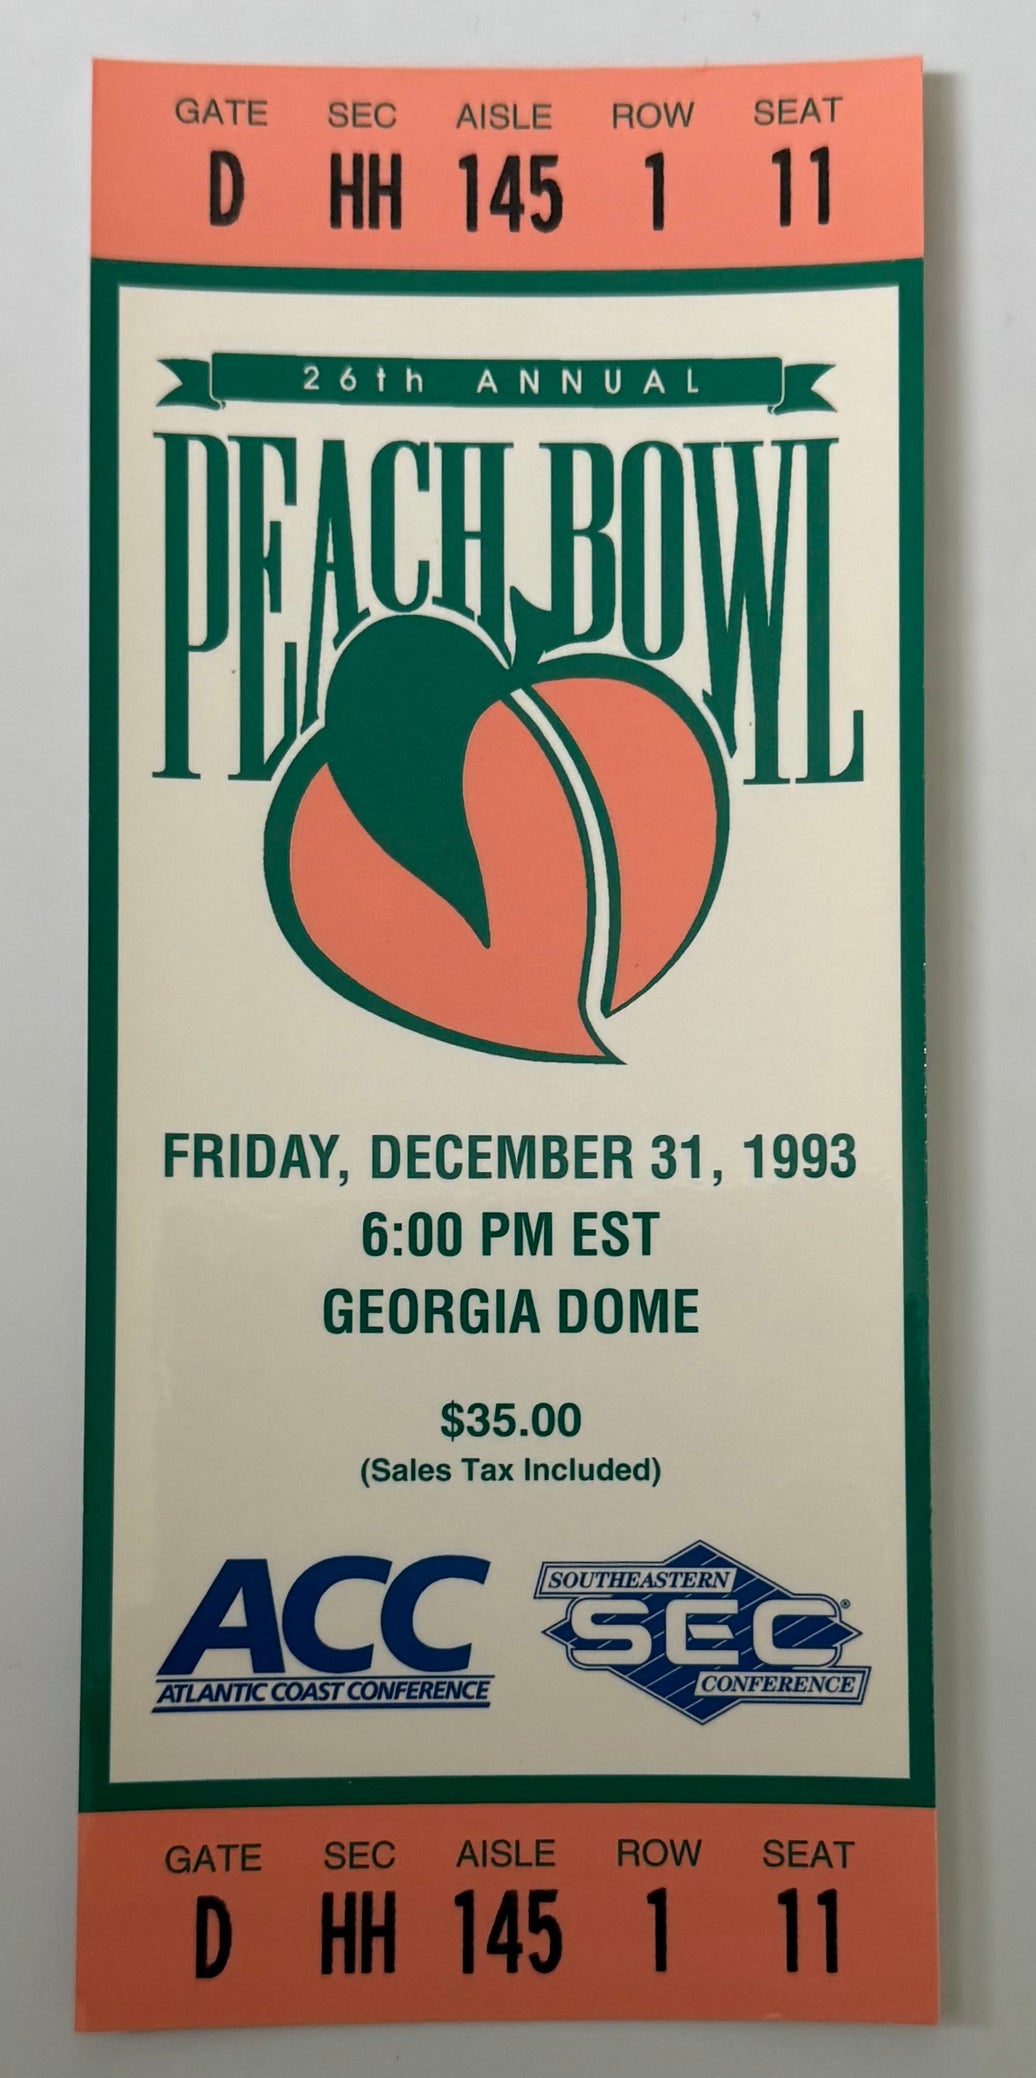 GATE SEC AISLE ROW SEAT
D HH 145 1 11
26th ANNUAL
PEACH BOWL
FRIDAY, DECEMBER 31, 1993
6:00 PM EST
GEORGIA DOME
$35.00
(Sales Tax Included)
ACC
ATLANTIC COAST CONFERENCE
SOUTHEASTERN
SEC®
CONFERENCE
GATE SEC AISLE ROW SEAT
D HH 145 1 11